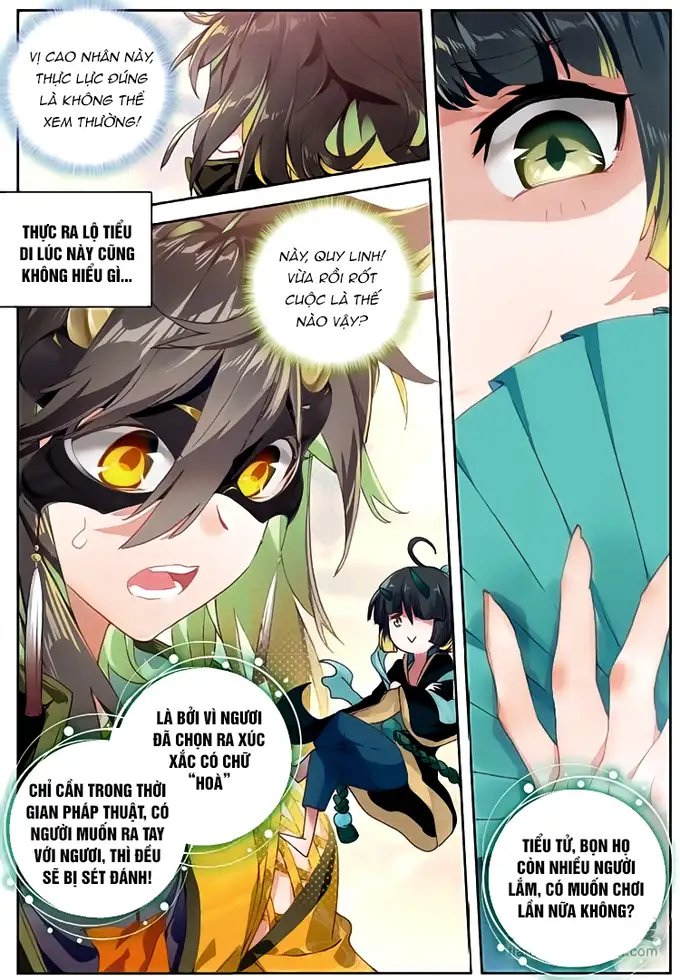 VỊ CAO NHÂN NÀY,
THỰC LỰC ĐÚNG
LÀ KHÔNG THỂ
XEM THƯỜNG!
THỰC RA LỘ TIỂU
DI LÚC NÀY CŨNG
KHÔNG HIỂU GÌ...
NÀY, QUY LINH!
VỪA RỒI RỐT
CUỘC LÀ THẾ
NÀO VẬY?
LÀ BỞI VÌ NGƯƠI
ĐÃ CHỌN RA XÚC
XẮC CÓ CHỮ
“HOÀ”
CHỈ CẦN TRONG THỜI
GIAN PHÁP THUẬT, CÓ
NGƯỜI MUỐN RA TAY
VỚI NGƯƠI, THÌ ĐỀU
SẼ BỊ SÉT ĐÁNH!
TIỂU TỬ, BỌN HỌ
CÒN NHIỀU NGƯỜI
LẮM, CÓ MUỐN CHƠI
LẦN NỮA KHÔNG?